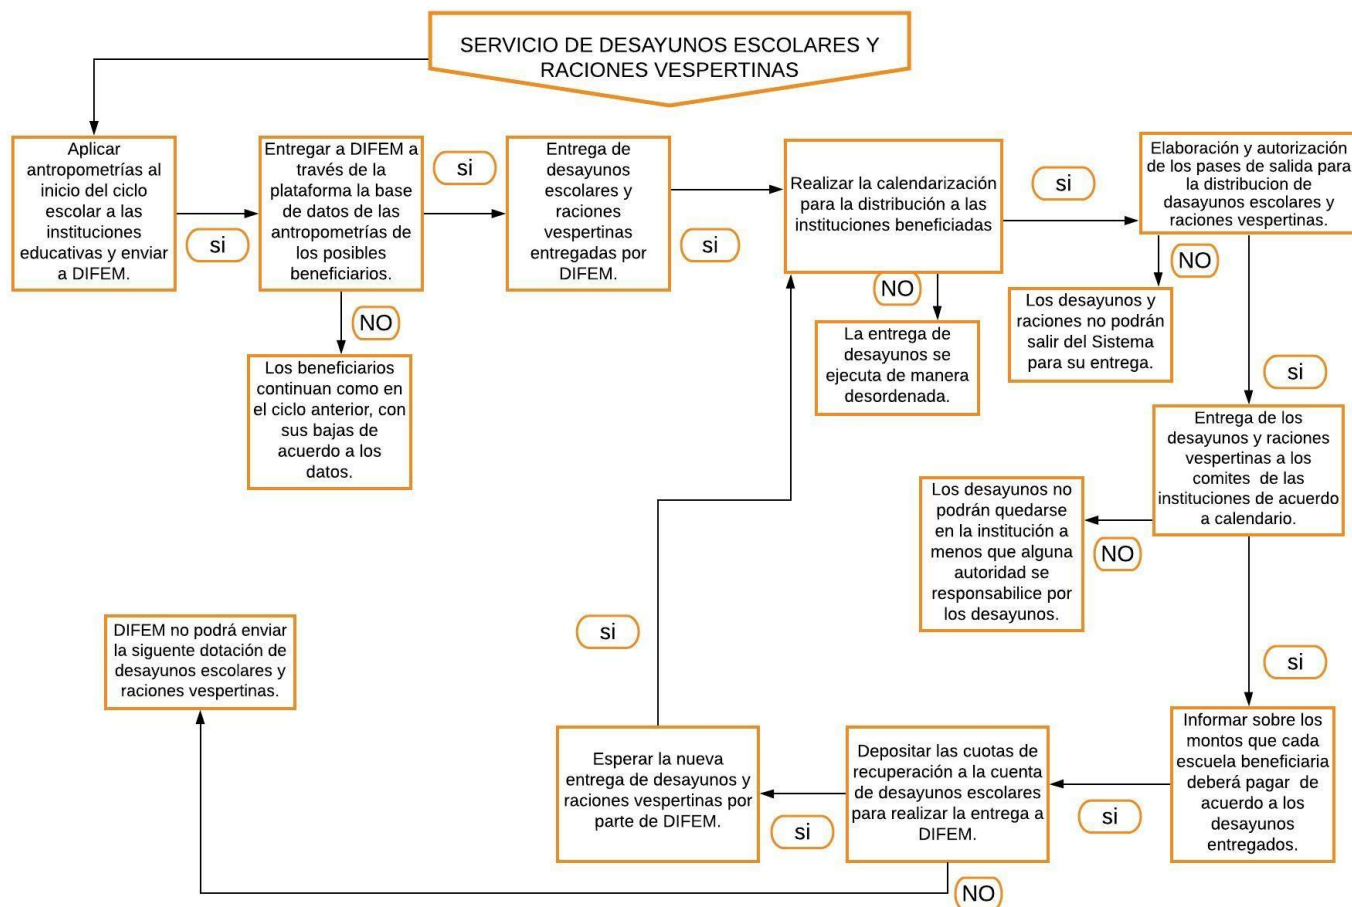 SERVICIO DE DESAYUNOS ESCOLARES Y
RACIONES VESPERTINAS
Aplicar
antropometrías al
inicio del ciclo
escolar a las
instituciones
educativas y enviar
a DIFEM.
si
Entregar a DIFEM a
través de la
plataforma la base
de datos de las
antropometrías de
los posibles
beneficiarios.
si
NO
Los beneficiarios
continuan como en
el ciclo anterior, con
sus bajas de
acuerdo a los
datos.
Entrega de
desayunos
escolares y
raciones
vespertinas
entregadas por
DIFEM.
si
Realizar la calendarización
para la distribución a las
instituciones beneficiadas
si
NO
La entrega de
desayunos se
ejecuta de manera
desordenada.
Elaboración y autorización
de los pases de salida para
la distribucion de
dasayunos escolares y
raciones vespertinas.
NO
Los desayunos y
raciones no podrán
salir del Sistema
para su entrega.
si
Entrega de los
desayunos y raciones
vespertinas a los
comites de las
instituciones de acuerdo
a calendario.
NO
Los desayunos no
podrán quedarse
en la institución a
menos que alguna
autoridad se
responsabilice por
los desayunos.
si
Informar sobre los
montos que cada
escuela beneficiaria
deberá pagar de
acuerdo a los
desayunos
entregados.
si
Depositar las cuotas de
recuperación a la cuenta
de desayunos escolares
para realizar la entrega a
DIFEM.
si
NO
Esperar la nueva
entrega de desayunos y
raciones vespertinas por
parte de DIFEM.
si
DIFEM no podrá enviar
la siguente dotación de
desayunos escolares y
raciones vespertinas.